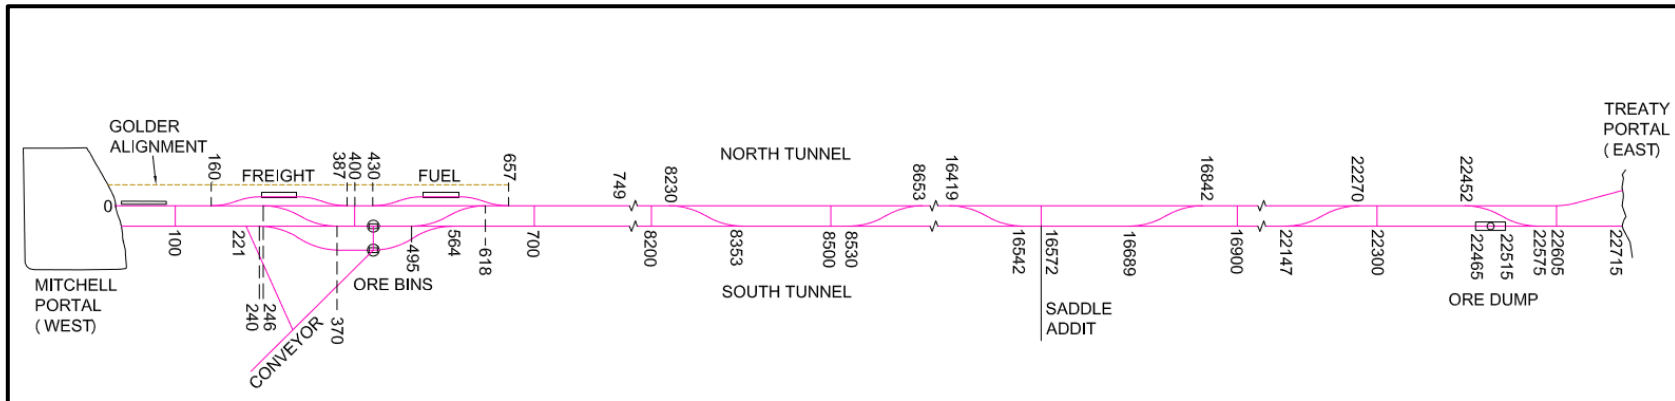 GOLDER
ALIGNMENT
160
FREIGHT
387
400
430
FUEL
657
NORTH TUNNEL
749
8230
8653
16419
16842
22270
22452
TREATY
PORTAL
( EAST)
0
100
221
240
246
370
ORE BINS
495
564
618
700
8200
8353
8500
8530
16542
16572
16689
16900
22147
22300
22465
22515
22575
22605
22715
MITCHELL
PORTAL
( WEST)
CONVEYOR
SOUTH TUNNEL
SADDLE
ADDIT
ORE DUMP